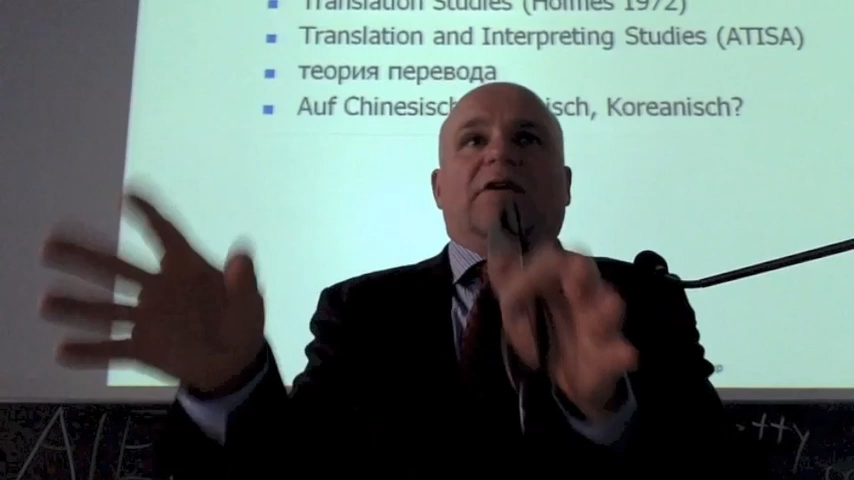 Translation Studies (Holmes 1972)
Translation and Interpreting Studies (ATISA)
теория перевода
Auf Koreanisch?